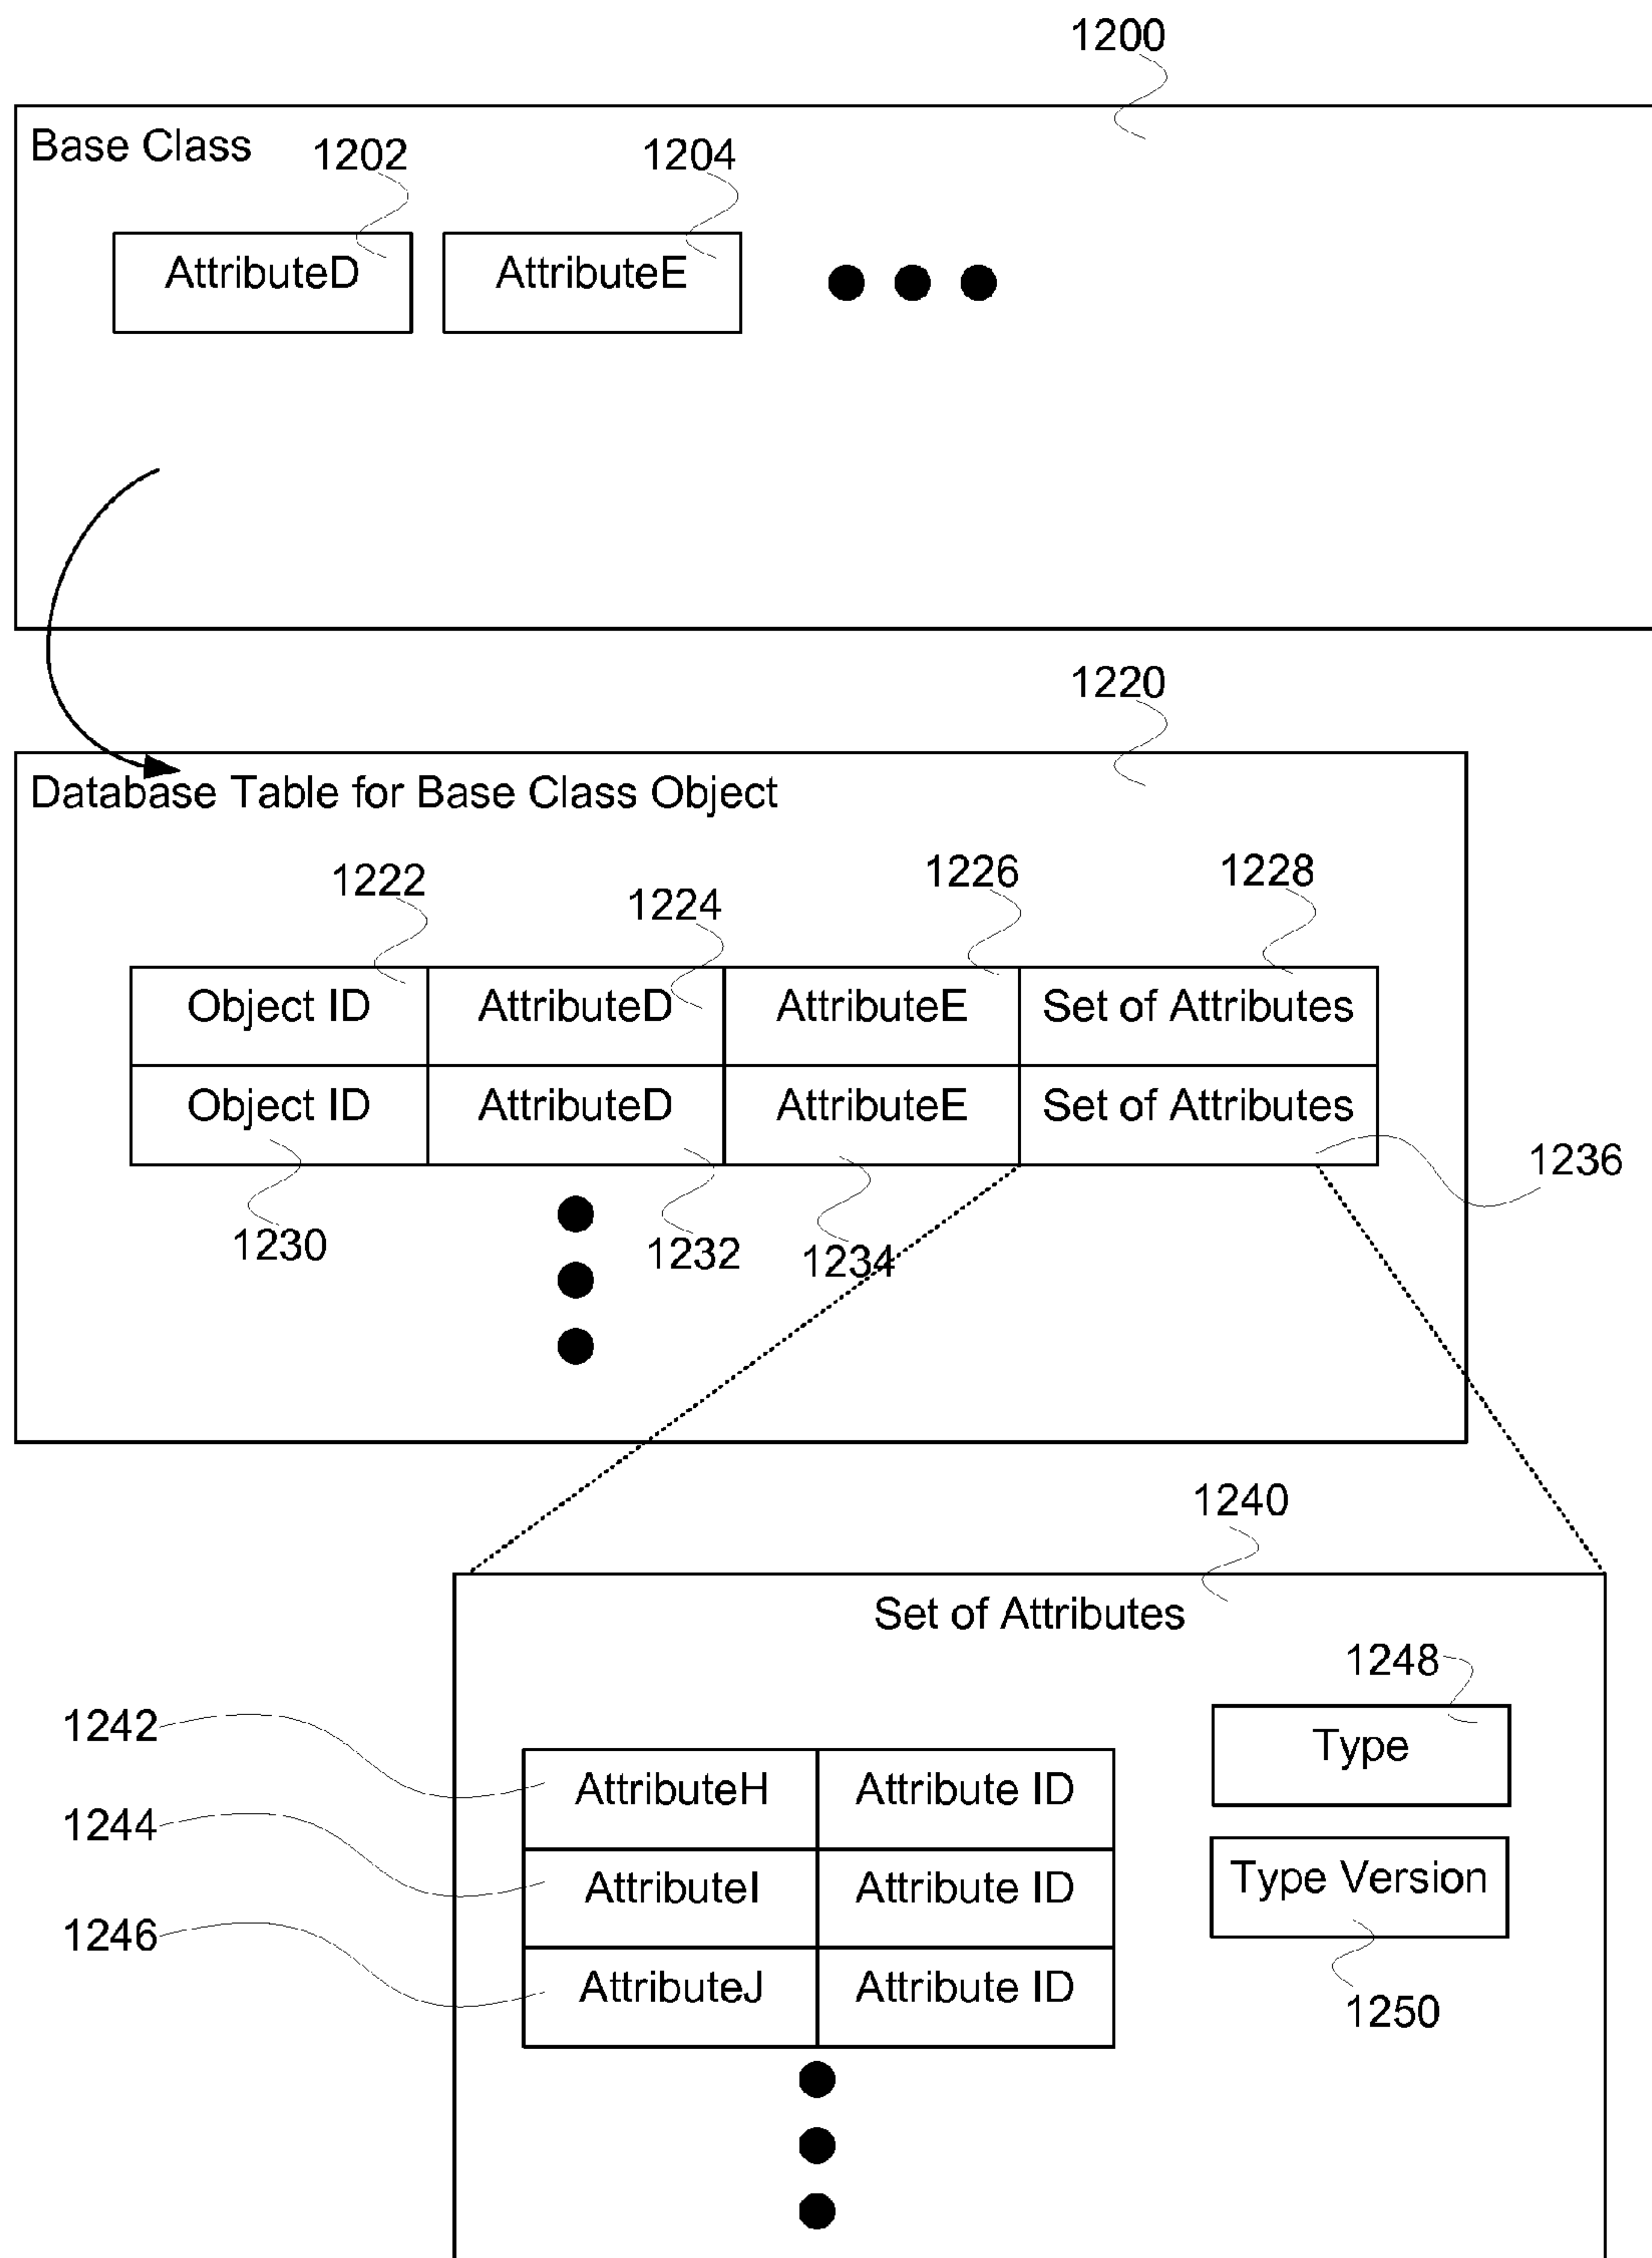 1200
Base Class
1202
1204
AttributeD
AttributeE
1220
Database Table for Base Class Object
1222
1224
1226
1228
Object ID
AttributeD
AttributeE
Set of Attributes
Object ID
AttributeD
AttributeE
Set of Attributes
1236
1230
1232
1234
1240
Set of Attributes
1248
1242
Type
AttributeH
Attribute ID
1244
Type Version
AttributeI
Attribute ID
1246
AttributeJ
Attribute ID
1250